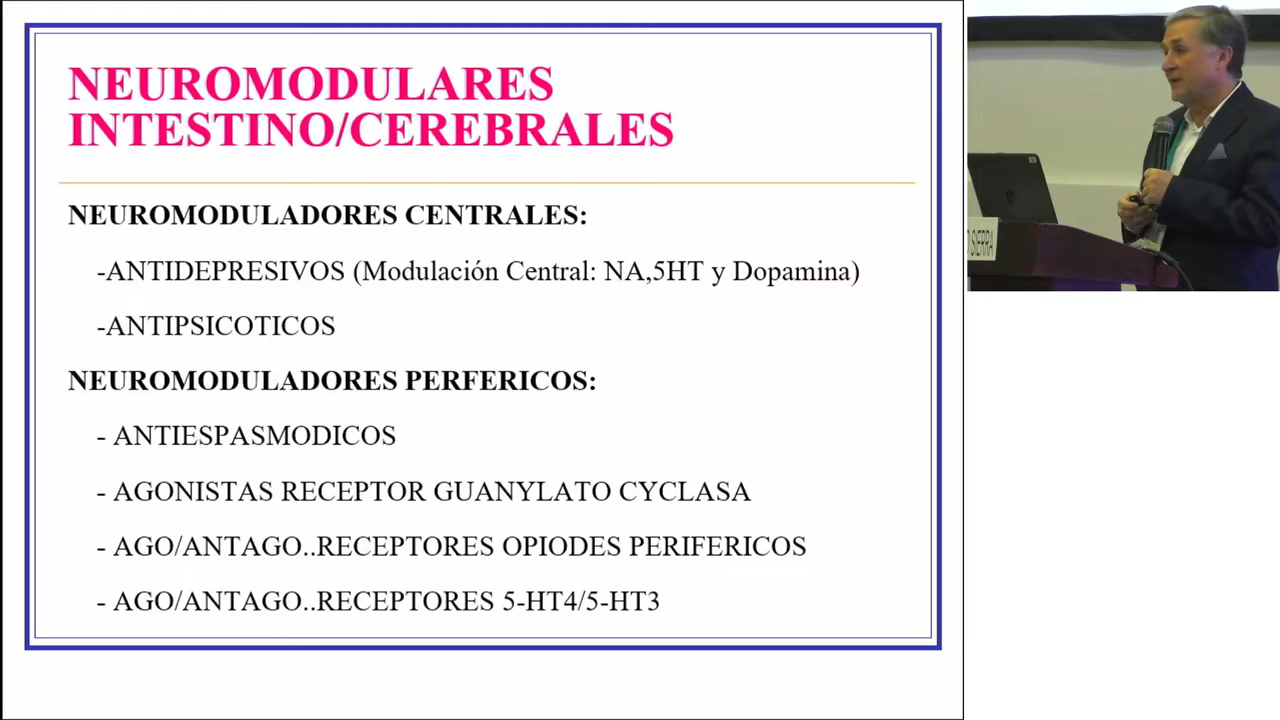 NEUROMODULARES
INTESTINO/CEREBRALES
NEUROMODULADORES CENTRALES:
-ANTIDEPRESIVOS (Modulación Central: NA,5HT y Dopamina)
-ANTIPSICOTICOS
NEUROMODULADORES PERFERICOS:
- ANTIESPASMODICOS
- AGONISTAS RECEPTOR GUANYLATO CYCLASA
- AGO/ANTAGO..RECEPTORES OPIODES PERIFERICOS
- AGO/ANTAGO..RECEPTORES 5-HT4/5-HT3
SIERRA